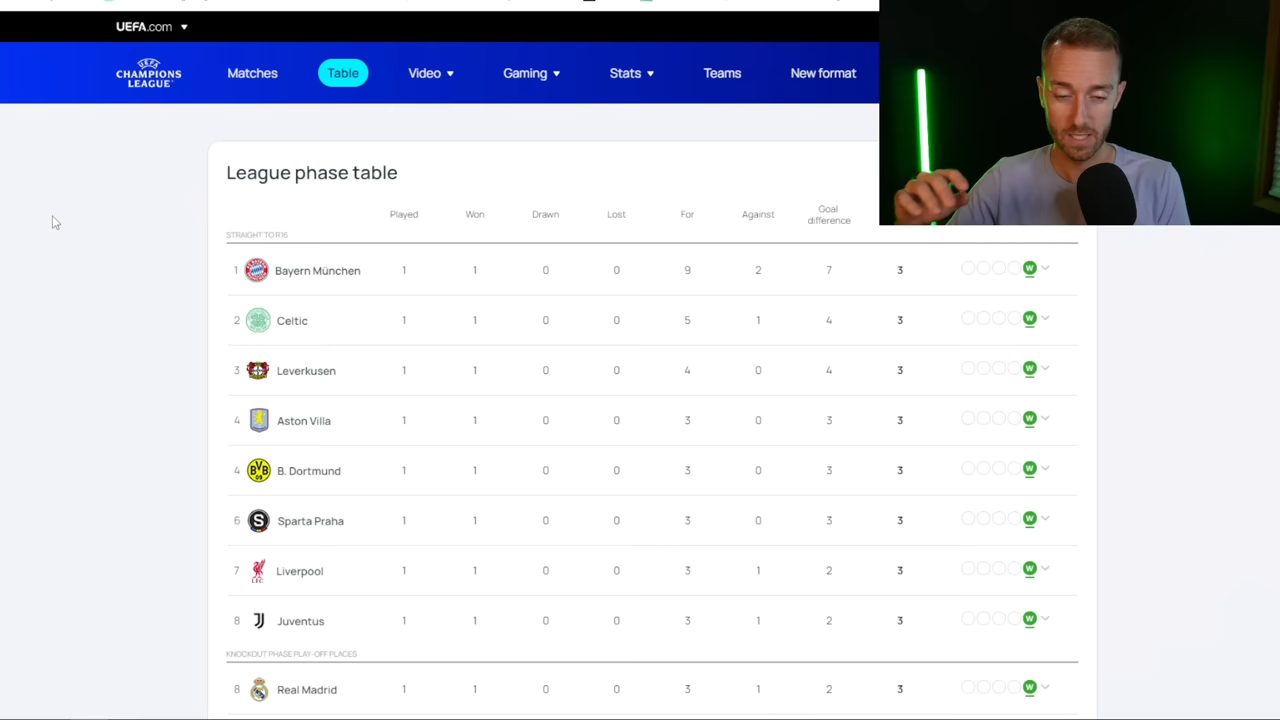 UEFA.com
UEFA CHAMPIONS LEAGUE Matches Table Video Gaming Stats Teams New format
League phase table
Played Won Drawn Lost For Against Goal difference
STRAIGHT TO R16
1 Bayern München 1 1 0 0 9 2 7 3 W
2 Celtic 1 1 0 0 5 1 4 3 W
3 Leverkusen 1 1 0 0 4 0 4 3 W
4 Aston Villa 1 1 0 0 3 0 3 3 W
4 B. Dortmund 1 1 0 0 3 0 3 3 W
6 Sparta Praha 1 1 0 0 3 0 3 3 W
7 Liverpool 1 1 0 0 3 1 2 3 W
8 Juventus 1 1 0 0 3 1 2 3 W
KNOCKOUT PHASE PLAY-OFF PLACES
8 Real Madrid 1 1 0 0 3 1 2 3 W